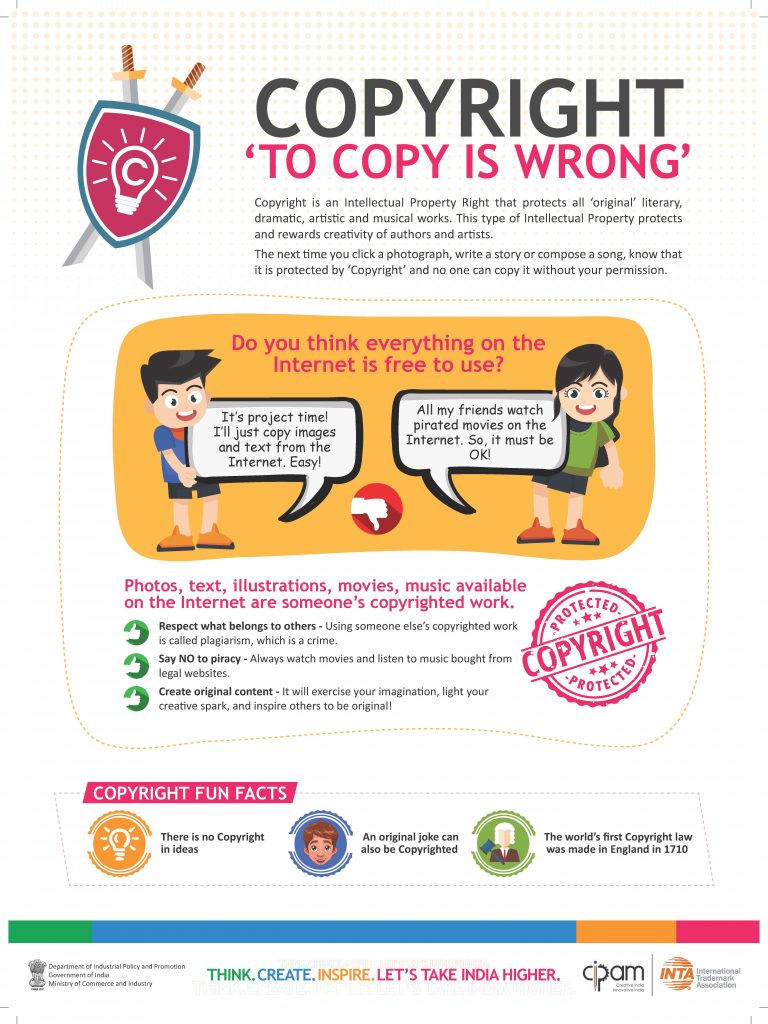 C
COPYRIGHT
‘TO COPY IS WRONG’
Copyright is an Intellectual Property Right that protects all ‘original’ literary,
dramatic, artistic and musical works. This type of Intellectual Property protects
and rewards creativity of authors and artists.
The next time you click a photograph, write a story or compose a song, know that
it is protected by ‘Copyright’ and no one can copy it without your permission.
Do you think everything on the
Internet is free to use?
It’s project time!
I’ll just copy images
and text from the
Internet. Easy!
All my friends watch
pirated movies on the
Internet. So, it must be
OK!
Photos, text, illustrations, movies, music available
on the Internet are someone’s copyrighted work.
Respect what belongs to others - Using someone else’s copyrighted work
is called plagiarism, which is a crime.
Say NO to piracy - Always watch movies and listen to music bought from
legal websites.
Create original content - It will exercise your imagination, light your
creative spark, and inspire others to be original!
PROTECTED
COPYRIGHT
PROTECTED
COPYRIGHT FUN FACTS
There is no Copyright
in ideas
An original joke can
also be Copyrighted
The world’s first Copyright law
was made in England in 1710
Department of Industrial Policy and Promotion
Government of India
Ministry of Commerce and Industry
THINK. CREATE. INSPIRE. LET’S TAKE INDIA HIGHER.
cipam
Creative India
Innovative India
INTA
International
Trademark
Association